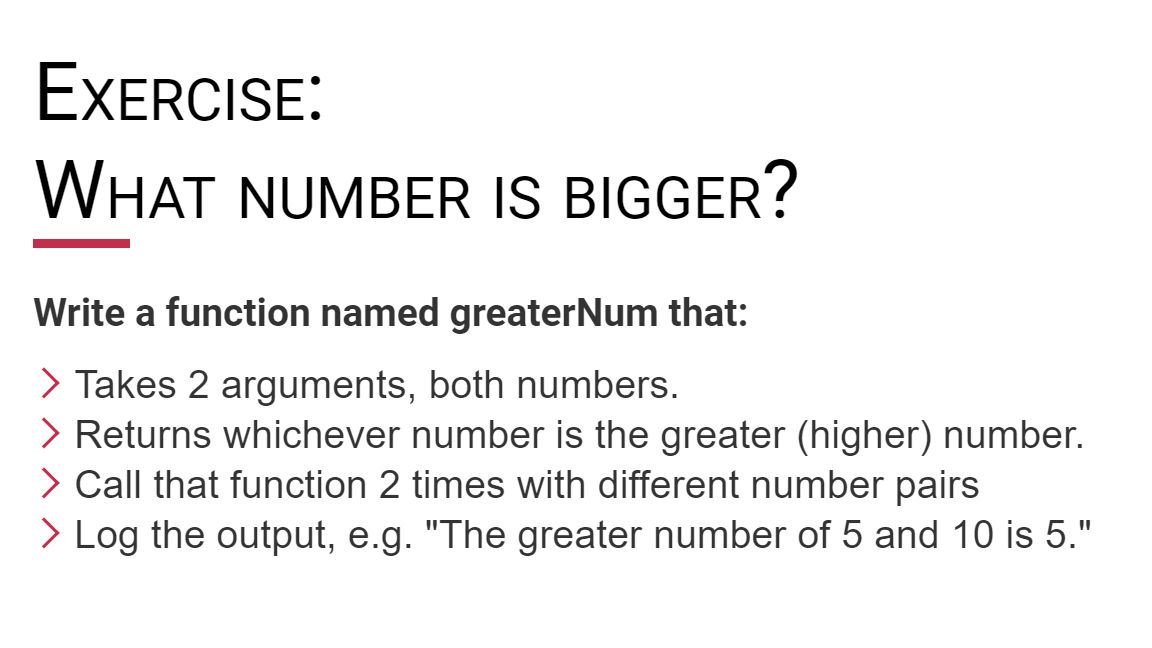 Exercise:
What number is bigger?
Write a function named greaterNum that:
Takes 2 arguments, both numbers.
Returns whichever number is the greater (higher) number.
Call that function 2 times with different number pairs
Log the output, e.g. "The greater number of 5 and 10 is 5."